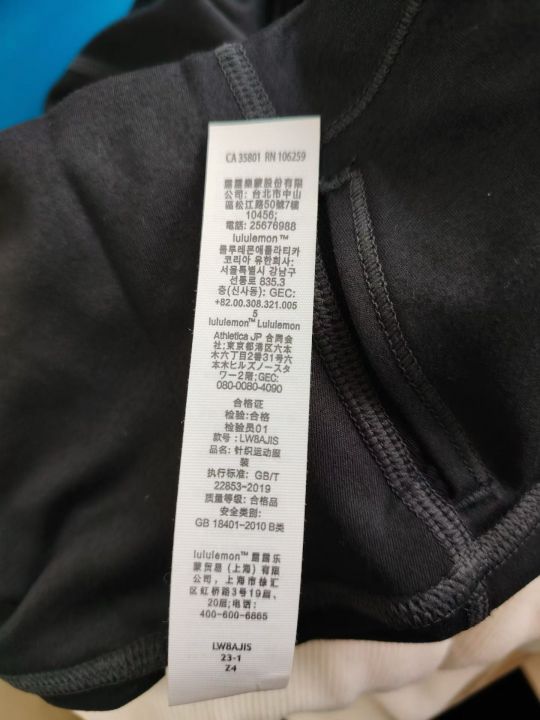 CA 35801 RN 106259
露露樂蒙股份有限
公司: 台北市中山
區松江路50號7樓
10456;
電話: 25676988
lululemon™
룰루레몬애틀라티카
코리아 유한회사:
서울특별시 강남구
선릉로 835,3
층(신사동): GEC:
+82.00.308.321.005
5
lululemon™ Lululemon
Athletica JP 合同会
社;東京都港区六本
木六丁目2番31号六
本木ヒルズノースタ
ワー2階;GEC:
080-0080-4090
合格证
检验:合格
检验员01
款号:LW8AJIS
品名: 针织运动服
装
执行标准: GB/T
22853-2019
质量等级: 合格品
安全类别:
GB 18401-2010 B类
lululemon™ 露露乐
蒙贸易(上海)有限
公司,上海市徐汇
区虹桥路3号19层、
20层;电话:
400-600-6865
LW8AJIS
23-1
Z4